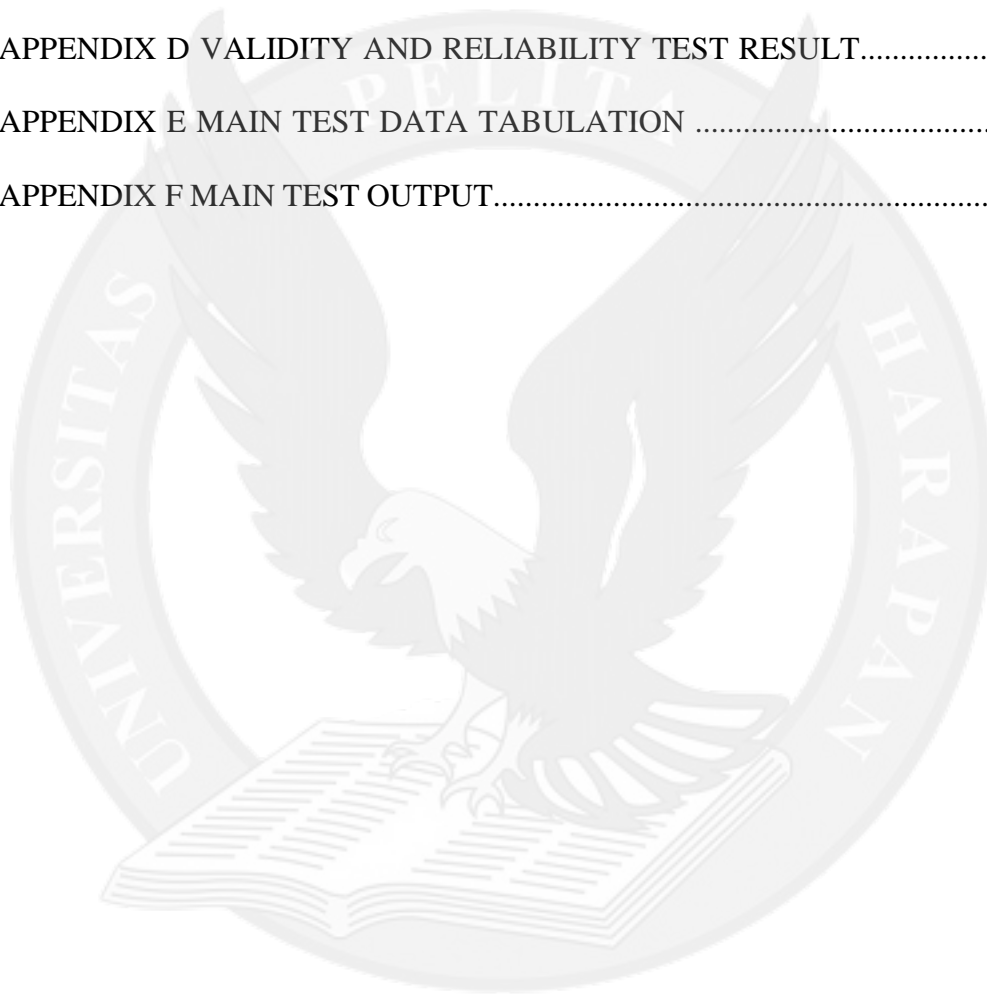 APPENDIX D VALIDITY AND RELIABILITY TEST RESULT................
APPENDIX E MAIN TEST DATA TABULATION .....................................
APPENDIX F MAIN TEST OUTPUT..............................................................
UNIVERSITAS PELITA HARAPAN